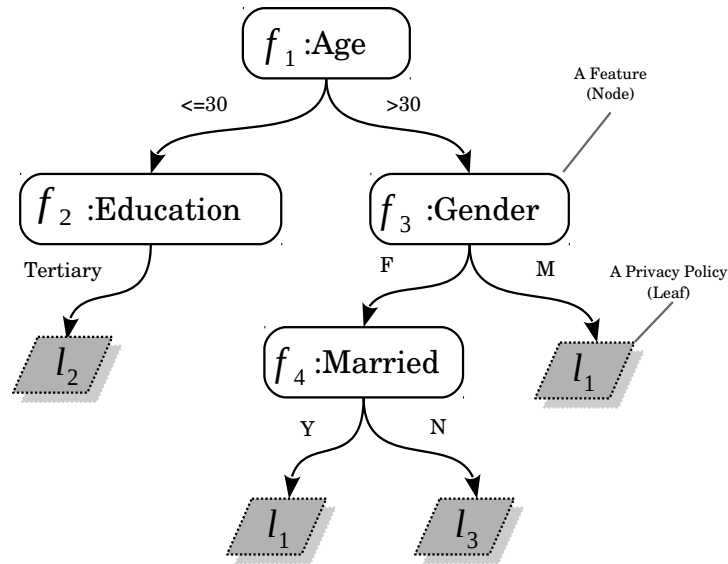 f1 :Age
A Feature
(Node)
<=30
>30
f2 :Education
f3 :Gender
Tertiary
F
M
A Privacy Policy
(Leaf)
l2
f4 :Married
l1
Y
N
l1
l3